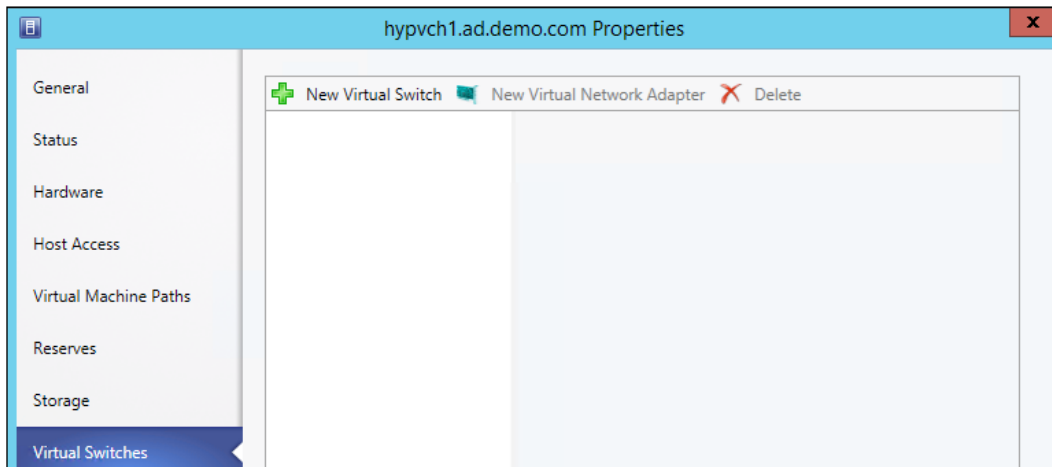 hypvch1.ad.demo.com Properties
x
General
Status
Hardware
Host Access
Virtual Machine Paths
Reserves
Storage
Virtual Switches
New Virtual Switch New Virtual Network Adapter Delete